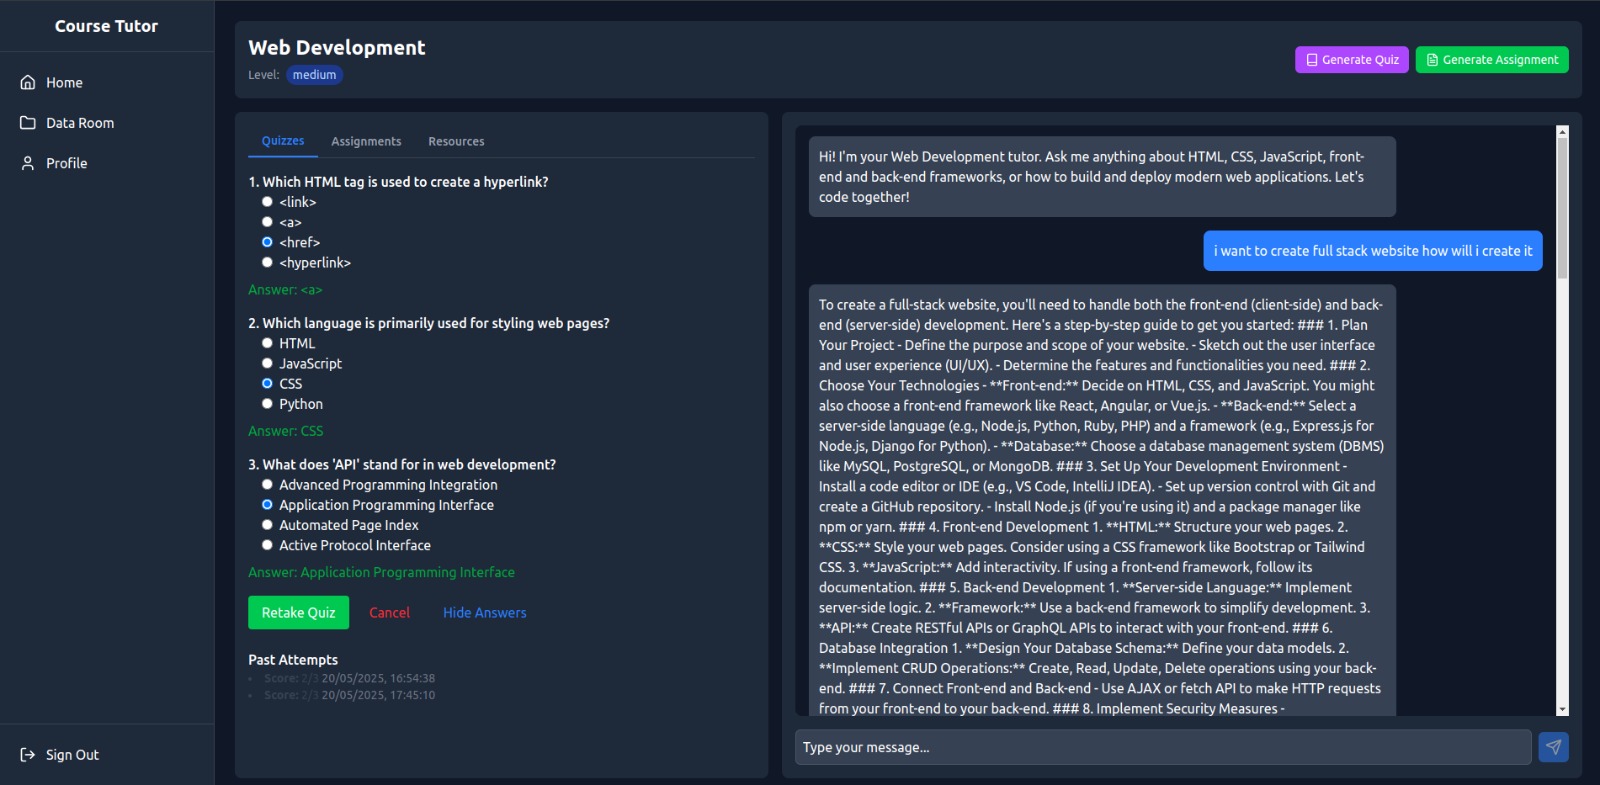 Course Tutor
Home
Data Room
Profile
Sign Out
Web Development
Level: medium
Generate Quiz
Generate Assignment
Quizzes
Assignments
Resources
1. Which HTML tag is used to create a hyperlink?
<link>
<a>
<href>
<hyperlink>
Answer: <a>
2. Which language is primarily used for styling web pages?
HTML
JavaScript
CSS
Python
Answer: CSS
3. What does 'API' stand for in web development?
Advanced Programming Integration
Application Programming Interface
Automated Page Index
Active Protocol Interface
Answer: Application Programming Interface
Retake Quiz
Cancel
Hide Answers
Past Attempts
Score: 2/3 20/05/2025, 16:54:38
Score: 2/3 20/05/2025, 17:45:10
Hi! I'm your Web Development tutor. Ask me anything about HTML, CSS, JavaScript, front-
end and back-end frameworks, or how to build and deploy modern web applications. Let's
code together!
i want to create full stack website how will i create it
To create a full-stack website, you'll need to handle both the front-end (client-side) and back-
end (server-side) development. Here's a step-by-step guide to get you started: ### 1. Plan
Your Project - Define the purpose and scope of your website. - Sketch out the user interface
and user experience (UI/UX). - Determine the features and functionalities you need. ### 2.
Choose Your Technologies - **Front-end:** Decide on HTML, CSS, and JavaScript. You might
also choose a front-end framework like React, Angular, or Vue.js. - **Back-end:** Select a
server-side language (e.g., Node.js, Python, Ruby, PHP) and a framework (e.g., Express.js for
Node.js, Django for Python). - **Database:** Choose a database management system (DBMS)
like MySQL, PostgreSQL, or MongoDB. ### 3. Set Up Your Development Environment -
Install a code editor or IDE (e.g., VS Code, IntelliJ IDEA). - Set up version control with Git and
create a GitHub repository. - Install Node.js (if you're using it) and a package manager like
npm or yarn. ### 4. Front-end Development 1. **HTML:** Structure your web pages. 2.
**CSS:** Style your web pages. Consider using a CSS framework like Bootstrap or Tailwind
CSS. 3. **JavaScript:** Add interactivity. If using a front-end framework, follow its
documentation. ### 5. Back-end Development 1. **Server-side Language:** Implement
server-side logic. 2. **Framework:** Use a back-end framework to simplify development. 3.
**API:** Create RESTful APIs or GraphQL APIs to interact with your front-end. ### 6.
Database Integration 1. **Design Your Database Schema:** Define your data models. 2.
**Implement CRUD Operations:** Create, Read, Update, Delete operations using your back-
end. ### 7. Connect Front-end and Back-end - Use AJAX or fetch API to make HTTP requests
from your front-end to your back-end. ### 8. Implement Security Measures -
Type your message...